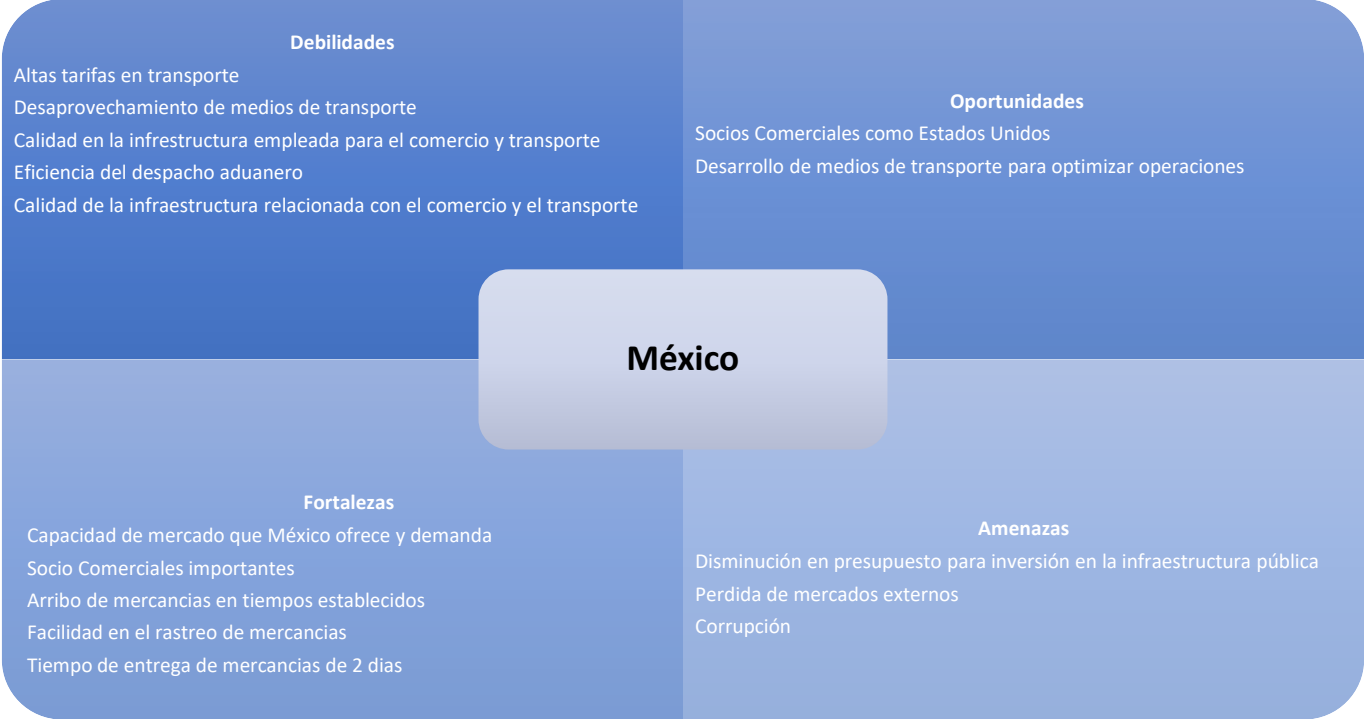 Debilidades
Altas tarifas en transporte
Desaprovechamiento de medios de transporte
Calidad en la infrestructura empleada para el comercio y transporte
Eficiencia del despacho aduanero
Calidad de la infraestructura relacionada con el comercio y el transporte
Oportunidades
Socios Comerciales como Estados Unidos
Desarrollo de medios de transporte para optimizar operaciones
México
Fortalezas
Capacidad de mercado que México ofrece y demanda
Socio Comerciales importantes
Arribo de mercancias en tiempos establecidos
Facilidad en el rastreo de mercancias
Tiempo de entrega de mercancias de 2 dias
Amenazas
Disminución en presupuesto para inversión en la infraestructura pública
Perdida de mercados externos
Corrupción